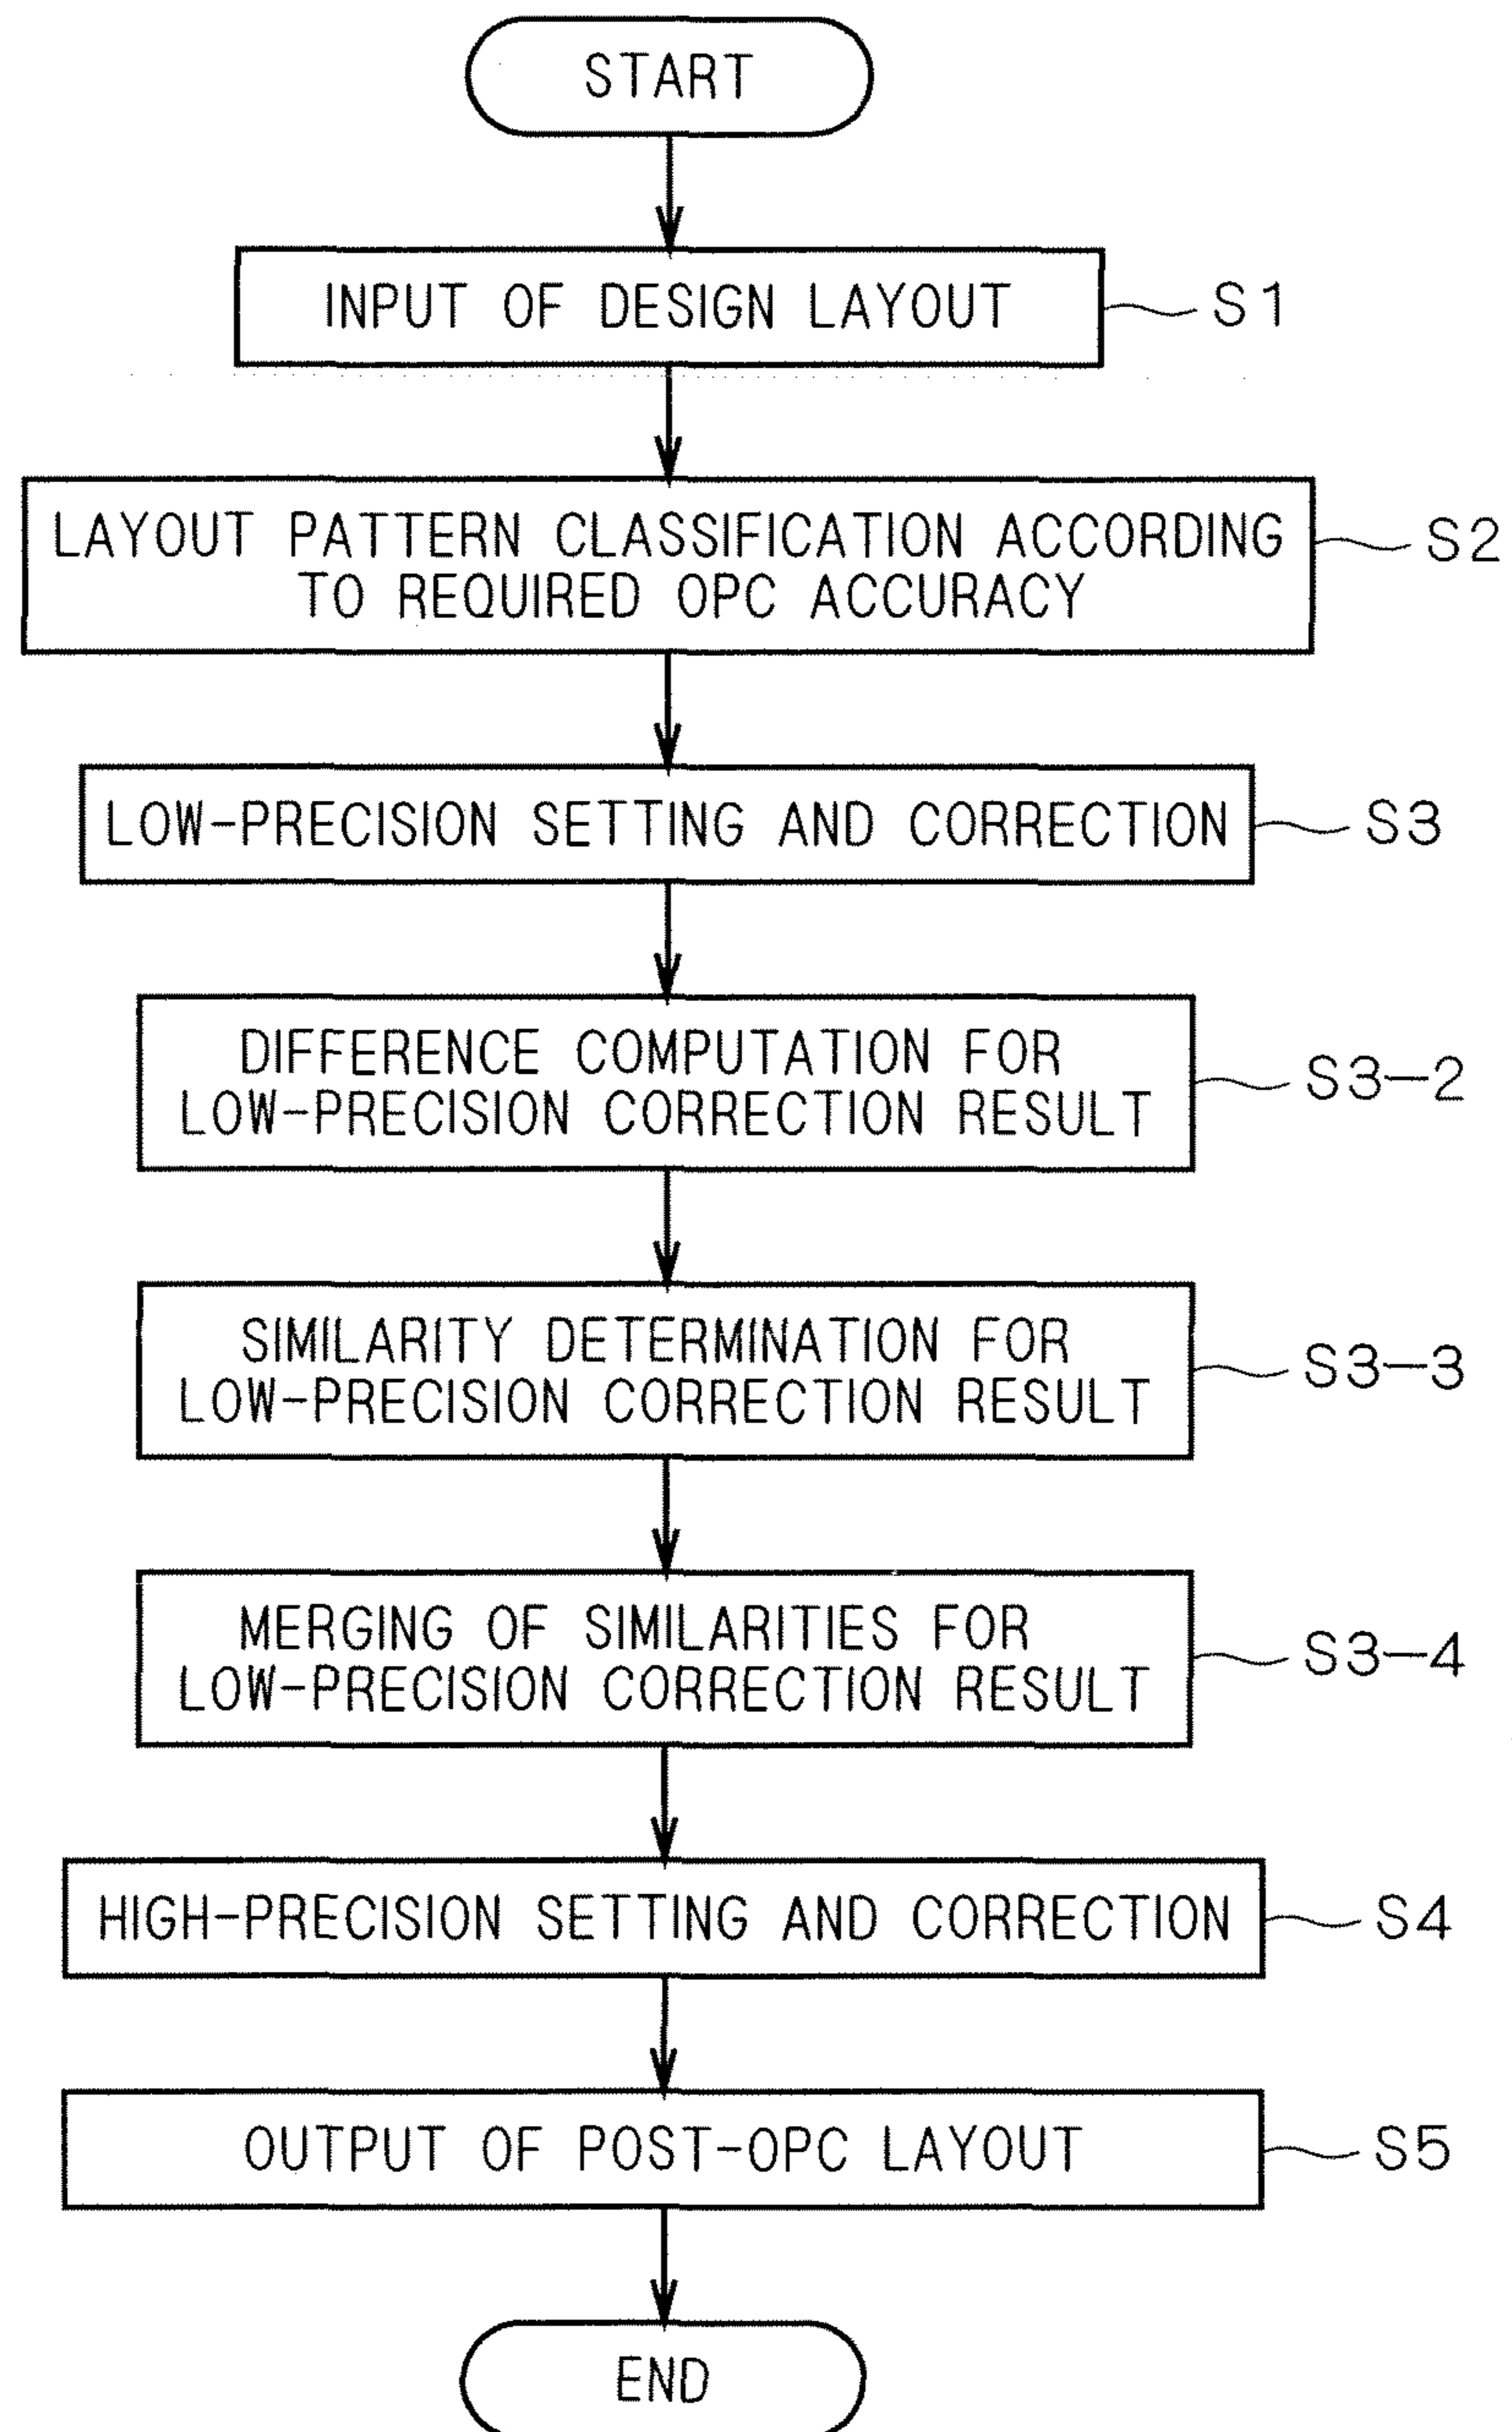 START
INPUT OF DESIGN LAYOUT
S1
LAYOUT PATTERN CLASSIFICATION ACCORDING
TO REQUIRED OPC ACCURACY
S2
LOW-PRECISION SETTING AND CORRECTION
S3
DIFFERENCE COMPUTATION FOR
LOW-PRECISION CORRECTION RESULT
S3-2
SIMILARITY DETERMINATION FOR
LOW-PRECISION CORRECTION RESULT
S3-3
MERGING OF SIMILARITIES FOR
LOW-PRECISION CORRECTION RESULT
S3-4
HIGH-PRECISION SETTING AND CORRECTION
S4
OUTPUT OF POST-OPC LAYOUT
S5
END